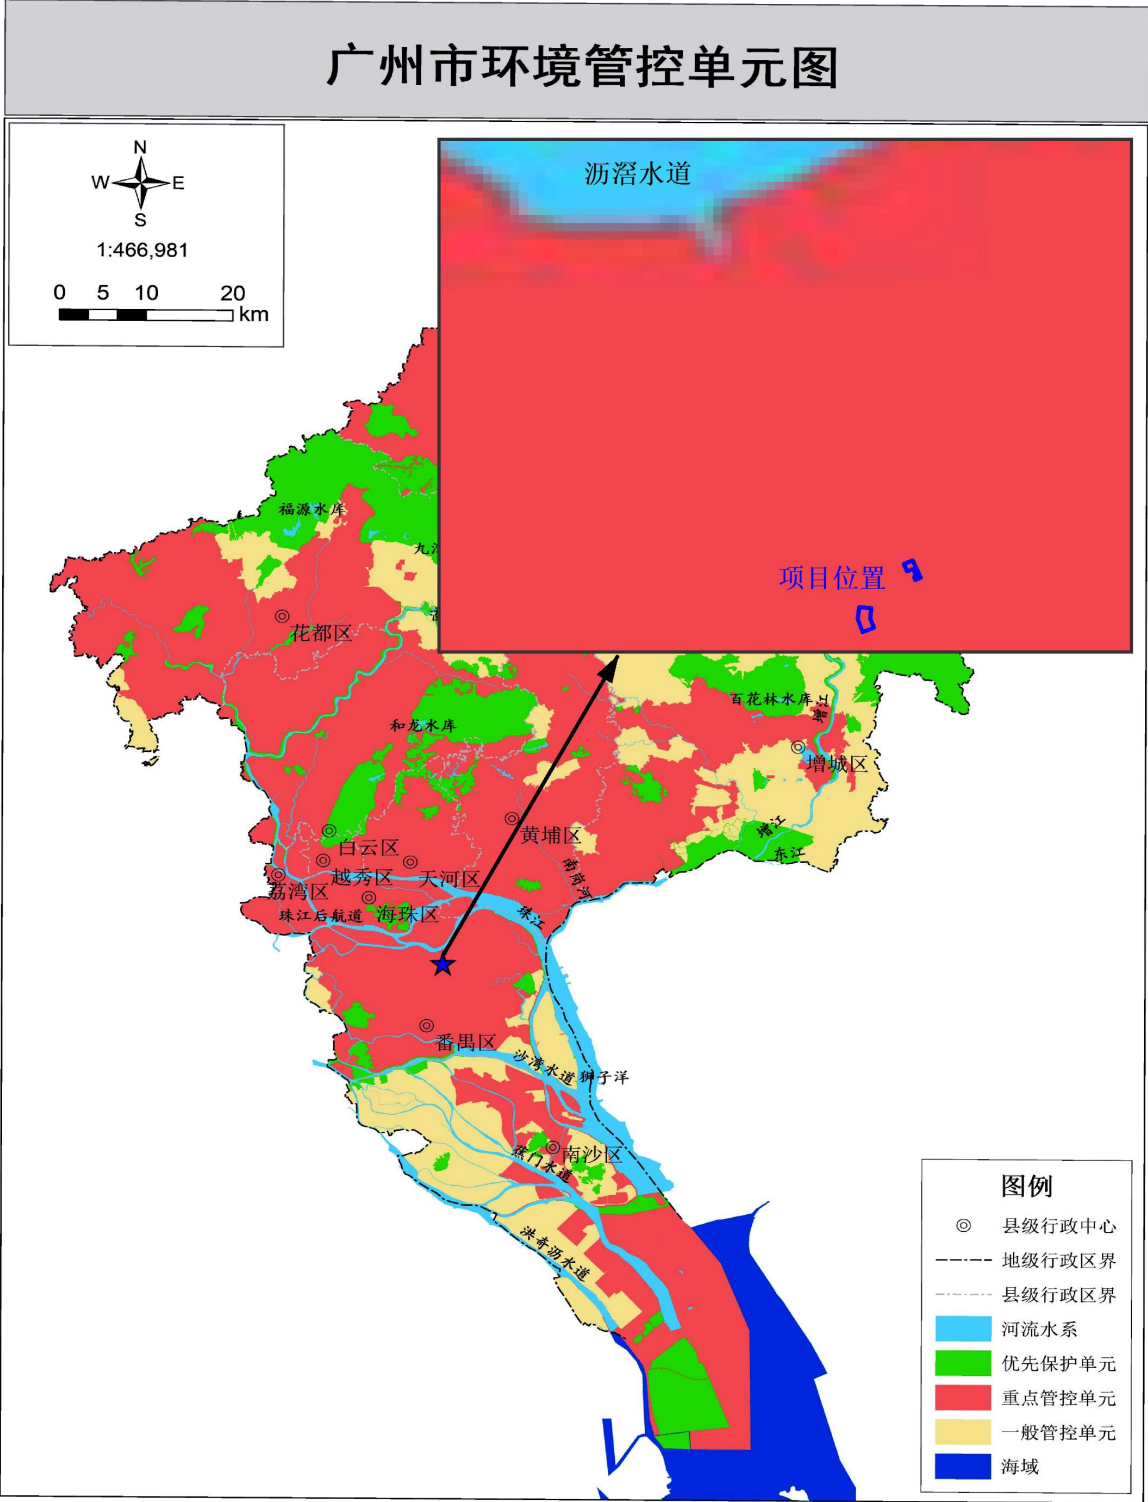 广州市环境管控单元图
N
W E
S
1:466,981
0 5 10 20
km
沥滘水道
项目位置
福源水库
九
花都区
百花林水库
增江
和龙水库
增城区
黄埔区
增江
东江
白云区
越秀区
天河区
南岗河
荔湾区
海珠区
珠江后航道
珠江
番禺区
沙湾水道
狮子洋
南沙区
蕉门水道
洪奇沥水道
图例
县级行政中心
地级行政区界
县级行政区界
河流水系
优先保护单元
重点管控单元
一般管控单元
海域